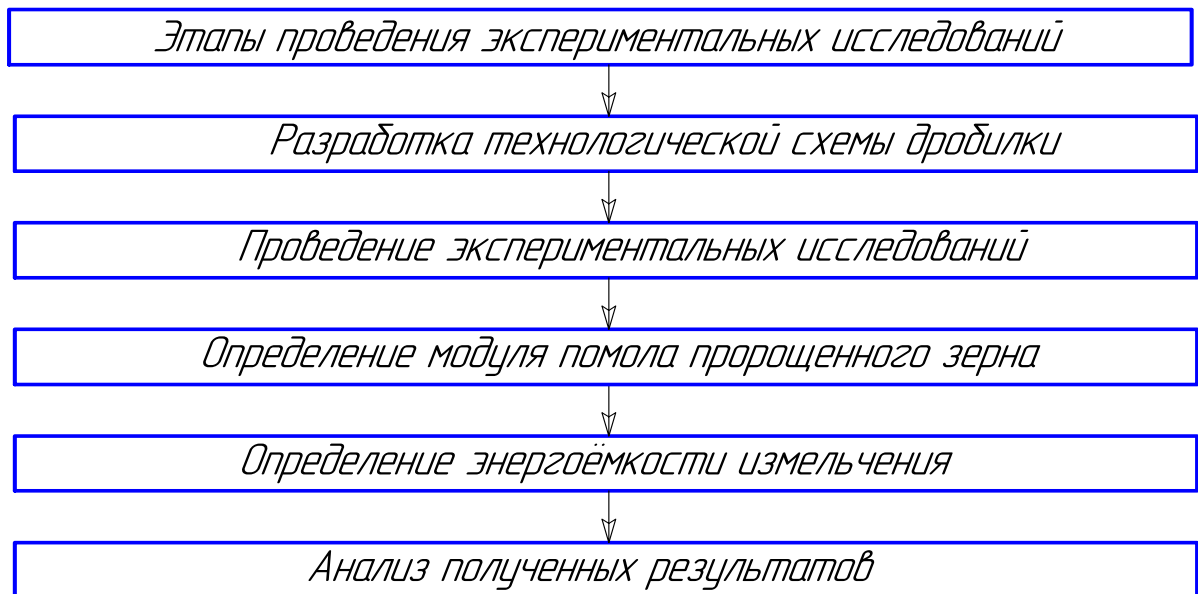 Этапы проведения экспериментальных исследований
Разработка технологической схемы дробилки
Проведение экспериментальных исследований
Определение модуля помола пророщенного зерна
Определение энергоёмкости измельчения
Анализ полученных результатов